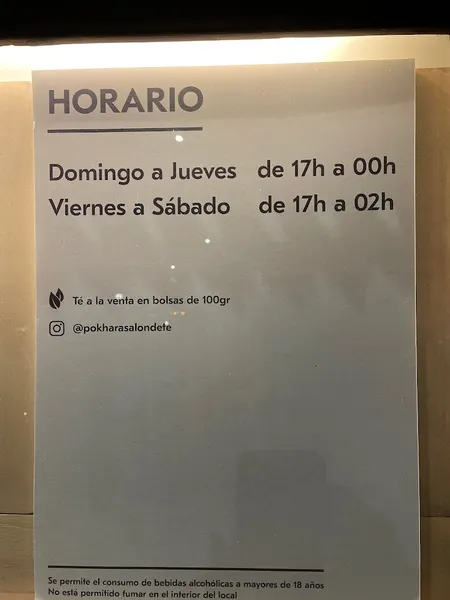 HORARIO
Domingo a Jueves de 17h a 00h
Viernes a Sábado de 17h a 02h
Té a la venta en bolsas de 100gr
@pokharasalondete
Se permite el consumo de bebidas alcohólicas a mayores de 18 años
No está permitido fumar en el interior del local